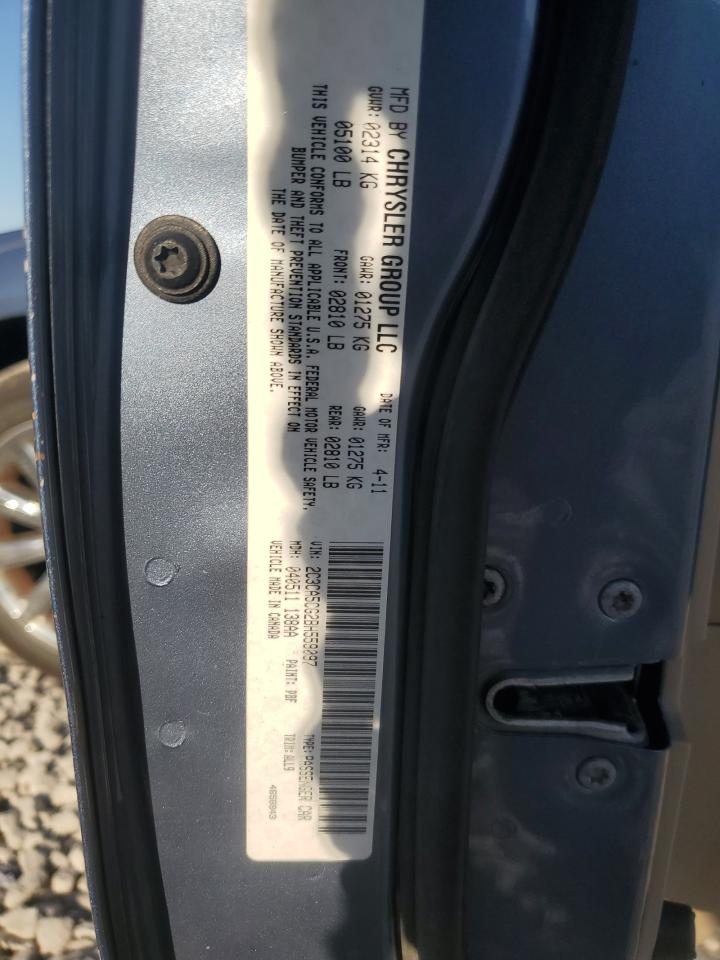 MFD BY CHRYSLER GROUP LLC DATE OF MFR: 4-11
GVWR: 02314 KG GAWR: 01275 KG GAWR: 01275 KG
05100 LB FRONT: 02810 LB REAR: 02810 LB
THIS VEHICLE CONFORMS TO ALL APPLICABLE U.S.A. FEDERAL MOTOR VEHICLE SAFETY,
BUMPER AND THEFT PREVENTION STANDARDS IN EFFECT ON
THE DATE OF MANUFACTURE SHOWN ABOVE.
VIN: 2C3CA5CG2BH559097 TYPE: PASSENGER CAR
MDH: 040511 138AA PAINT: PBF TRIM: ALL9
VEHICLE MADE IN CANADA 4658943